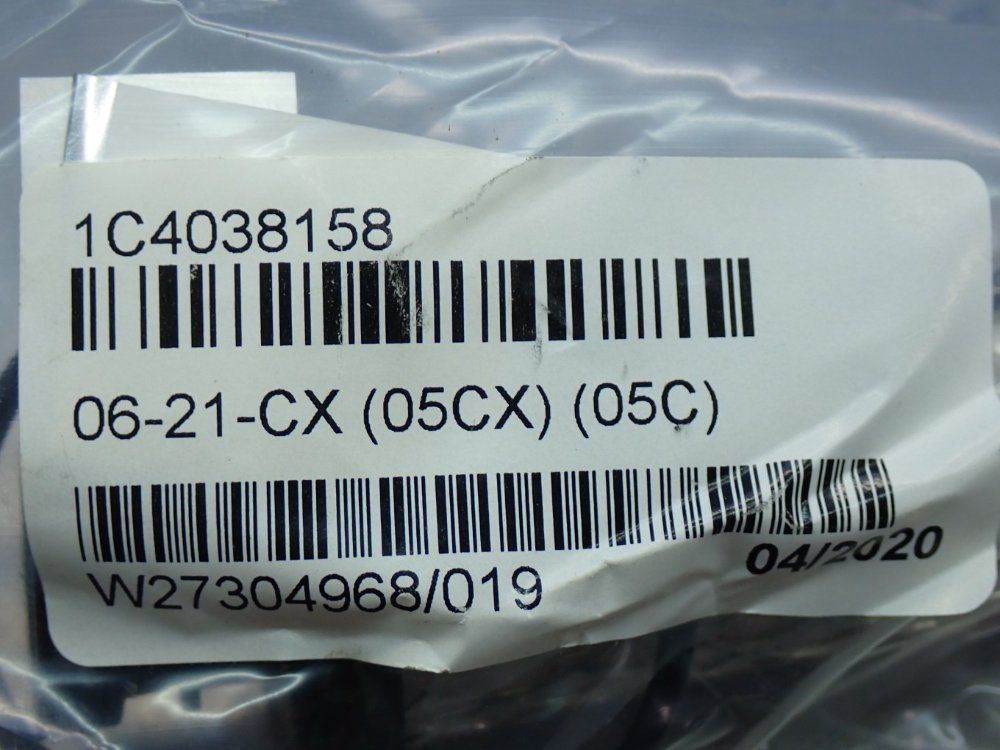 1C4038158
06-21-CX (05CX) (05C)
04/2020
W27304968/019